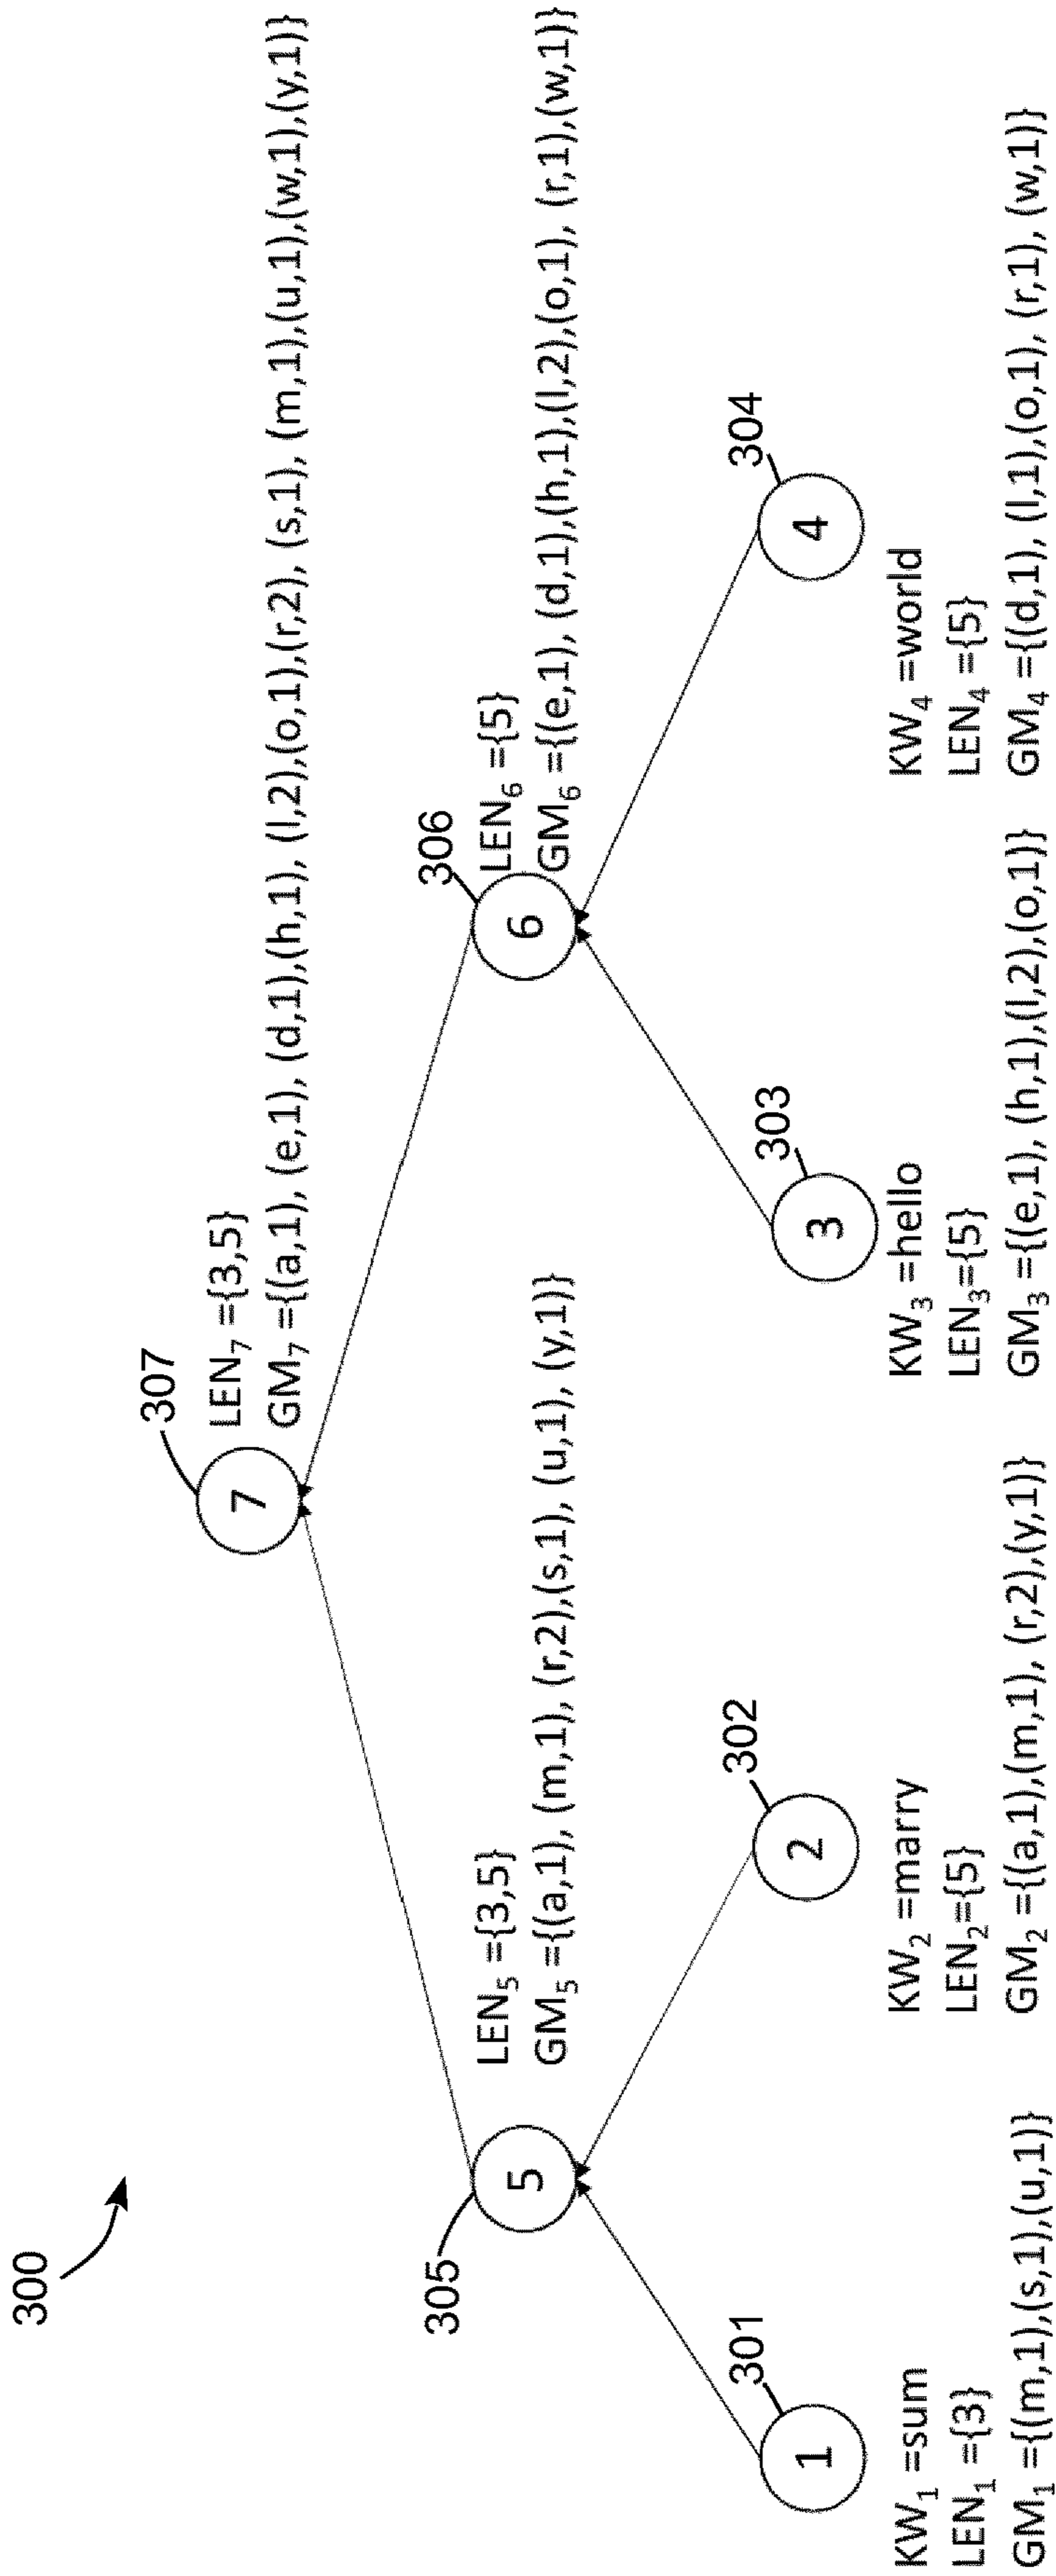 300
307
7
LEN7 ={3,5}
GM7 ={(a,1), (e,1), (d,1),(h,1), (l,2),(o,1),(r,2), (s,1), (m,1),(u,1),(w,1),(y,1)}
305
5
LEN5 ={3,5}
GM5 ={(a,1), (m,1), (r,2),(s,1), (u,1), (y,1)}
306
6
LEN6 ={5}
GM6 ={(e,1), (d,1),(h,1),(l,2),(o,1), (r,1),(w,1)}
301
1
KW1 =sum
LEN1 ={3}
GM1 ={(m,1),(s,1),(u,1)}
302
2
KW2 =marry
LEN2={5}
GM2 ={(a,1),(m,1), (r,2),(y,1)}
303
3
KW3 =hello
LEN3={5}
GM3 ={(e,1), (h,1),(l,2),(o,1)}
304
4
KW4 =world
LEN4 ={5}
GM4 ={(d,1), (l,1),(o,1), (r,1), (w,1)}